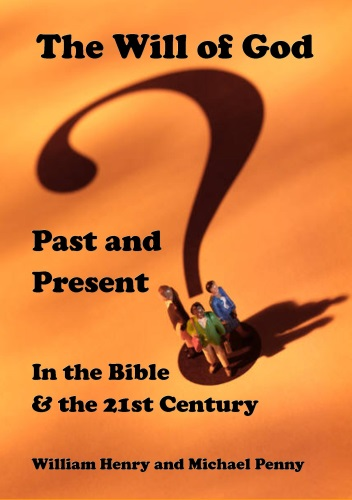 The Will of God
Past and
Present
In the Bible
& the 21st Century
William Henry and Michael Penny